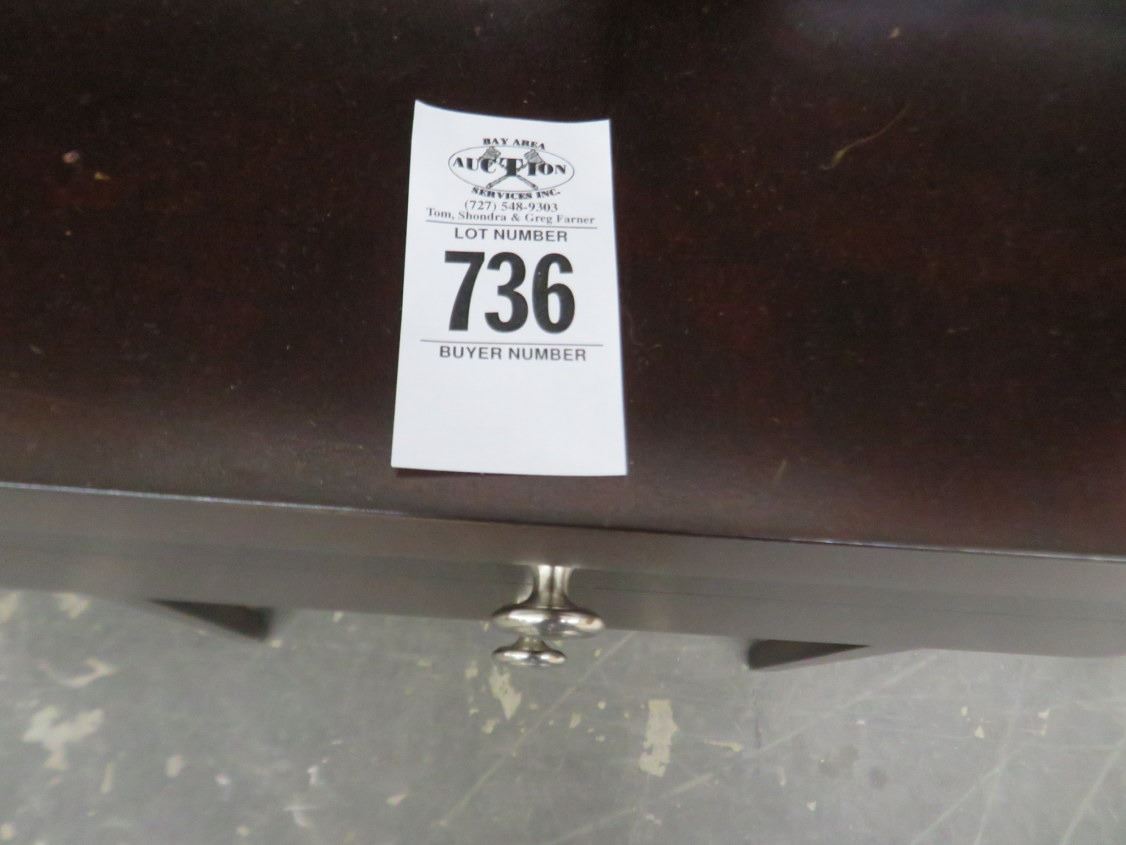 BAY AREA
AUCTION
SERVICES INC.
(727) 548-9303
Tom, Shondra & Greg Farner
LOT NUMBER
736
BUYER NUMBER